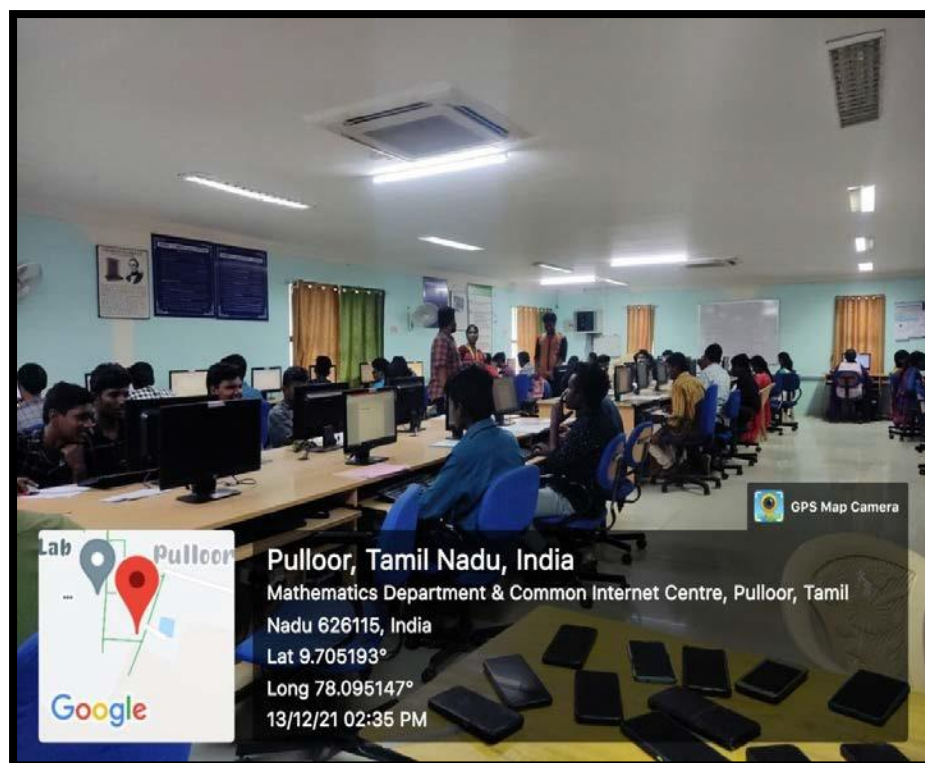 GPS Map Camera
Lab
Pulloor
Google
Pulloor, Tamil Nadu, India
Mathematics Department & Common Internet Centre, Pulloor, Tamil
Nadu 626115, India
Lat 9.705193°
Long 78.095147°
13/12/21 02:35 PM